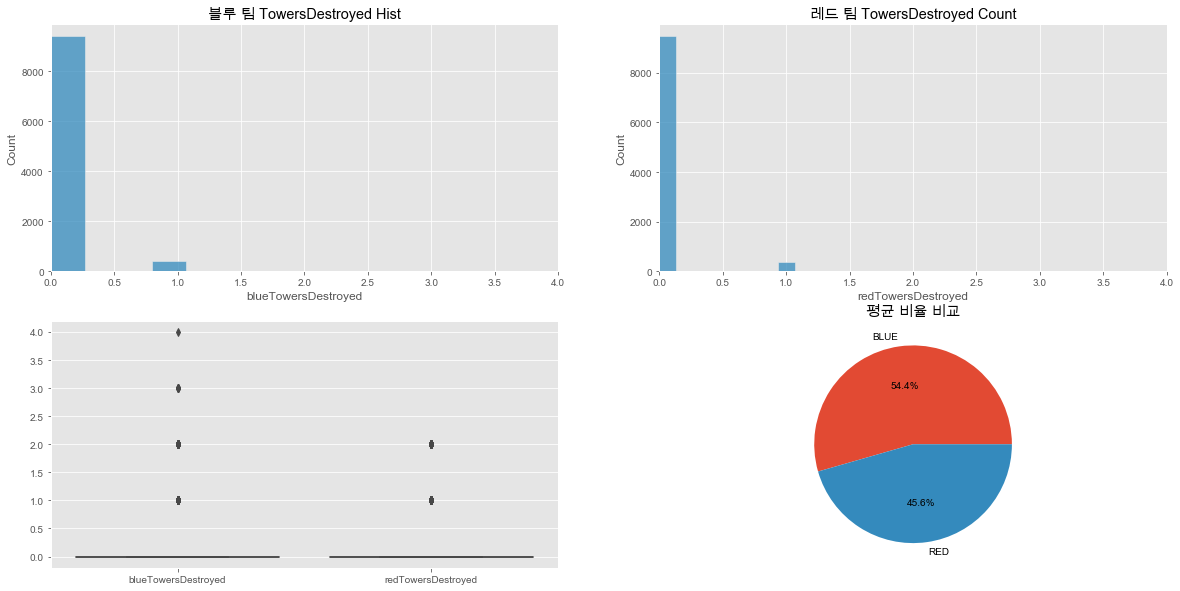 블루 팀 TowersDestroyed Hist
Count
8000
6000
4000
2000
0
0.0 0.5 1.0 1.5 2.0 2.5 3.0 3.5 4.0
blueTowersDestroyed
레드 팀 TowersDestroyed Count
Count
8000
6000
4000
2000
0
0.0 0.5 1.0 1.5 2.0 2.5 3.0 3.5 4.0
redTowersDestroyed
4.0
3.5
3.0
2.5
2.0
1.5
1.0
0.5
0.0
blueTowersDestroyed redTowersDestroyed
평균 비율 비교
BLUE
54.4%
45.6%
RED